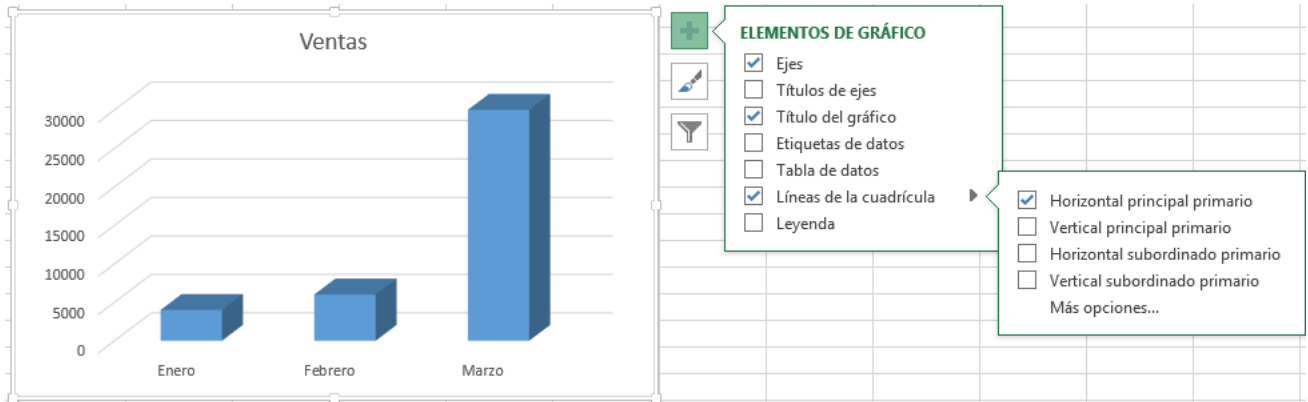 Ventas
30000
25000
20000
15000
10000
5000
0
Enero
Febrero
Marzo
ELEMENTOS DE GRÁFICO
Ejes
Títulos de ejes
Título del gráfico
Etiquetas de datos
Tabla de datos
Líneas de la cuadrícula
Leyenda
Horizontal principal primario
Vertical principal primario
Horizontal subordinado primario
Vertical subordinado primario
Más opciones...